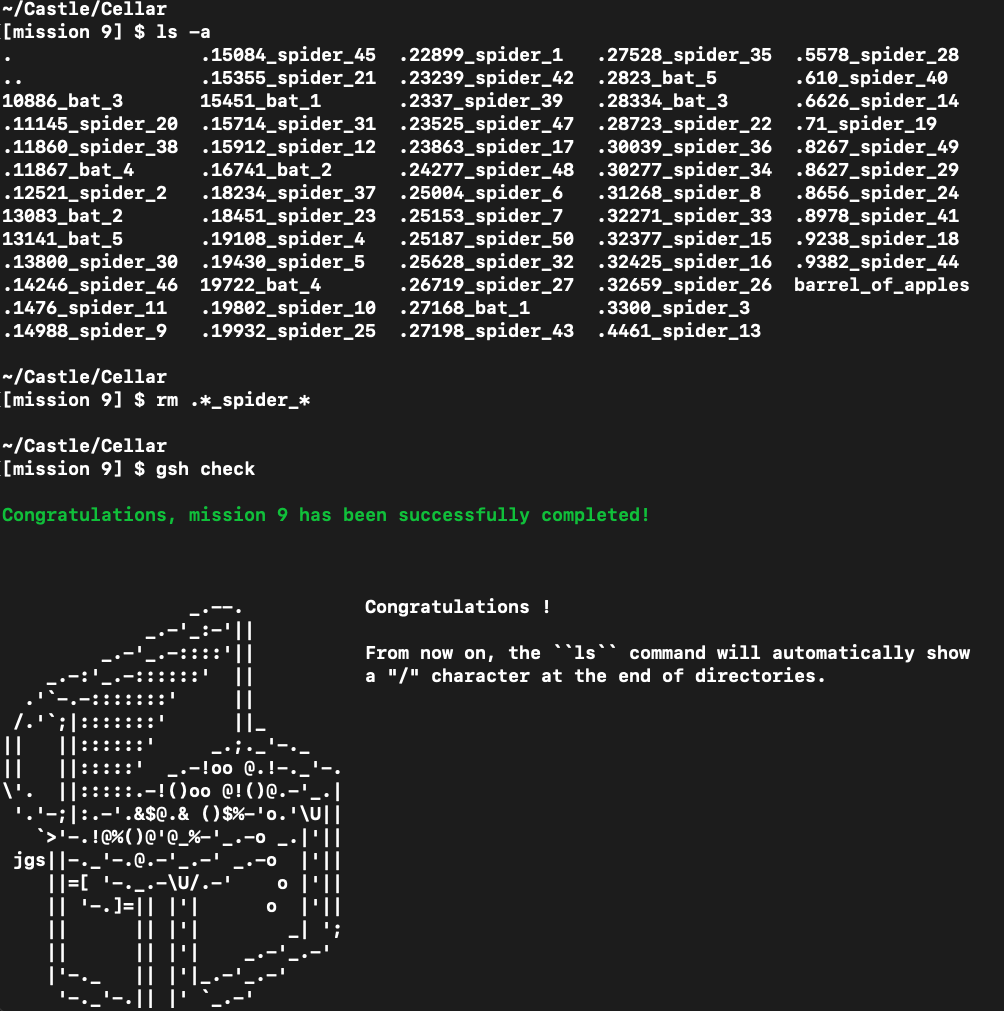 ~/Castle/Cellar
[mission 9] $ ls -a
.                 .15084_spider_45  .22899_spider_1   .27528_spider_35  .5578_spider_28
..                .15355_spider_21  .23239_spider_42  .2823_bat_5       .610_spider_40
10886_bat_3       15451_bat_1       .2337_spider_39   .28334_bat_3      .6626_spider_14
.11145_spider_20  .15714_spider_31  .23525_spider_47  .28723_spider_22  .71_spider_19
.11860_spider_38  .15912_spider_12  .23863_spider_17  .30039_spider_36  .8267_spider_49
.11867_bat_4      .16741_bat_2      .24277_spider_48  .30277_spider_34  .8627_spider_29
.12521_spider_2   .18234_spider_37  .25004_spider_6   .31268_spider_8   .8656_spider_24
13083_bat_2       .18451_spider_23  .25153_spider_7   .32271_spider_33  .8978_spider_41
13141_bat_5       .19108_spider_4   .25187_spider_50  .32377_spider_15  .9238_spider_18
.13800_spider_30  .19430_spider_5   .25628_spider_32  .32425_spider_16  .9382_spider_44
.14246_spider_46  19722_bat_4       .26719_spider_27  .32659_spider_26  barrel_of_apples
.1476_spider_11   .19802_spider_10  .27168_bat_1      .3300_spider_3
.14988_spider_9   .19932_spider_25  .27198_spider_43  .4461_spider_13
~/Castle/Cellar
[mission 9] $ rm .*_spider_*
~/Castle/Cellar
[mission 9] $ gsh check
Congratulations, mission 9 has been successfully completed!
Congratulations !
From now on, the ``ls`` command will automatically show
a "/" character at the end of directories.
jgs